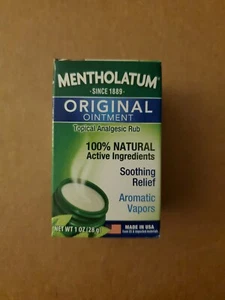 MENTHOLATUM®
·SINCE 1889·
ORIGINAL
OINTMENT
Topical Analgesic Rub
100% NATURAL
Active Ingredients
Soothing
Relief
Aromatic
Vapors
NET WT 1 OZ (28 g)
MADE IN USA